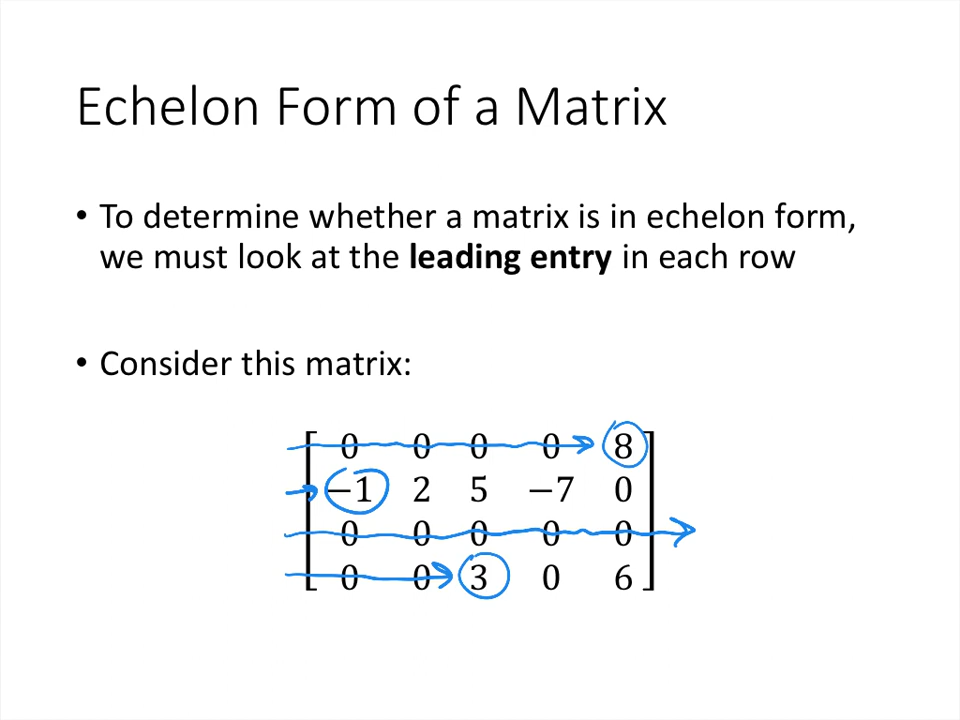 Echelon Form of a Matrix
• To determine whether a matrix is in echelon form,
we must look at the leading entry in each row
• Consider this matrix:
0 0 0 0 8
−1 2 5 −7 0
0 0 0 0 0
0 0 3 0 6